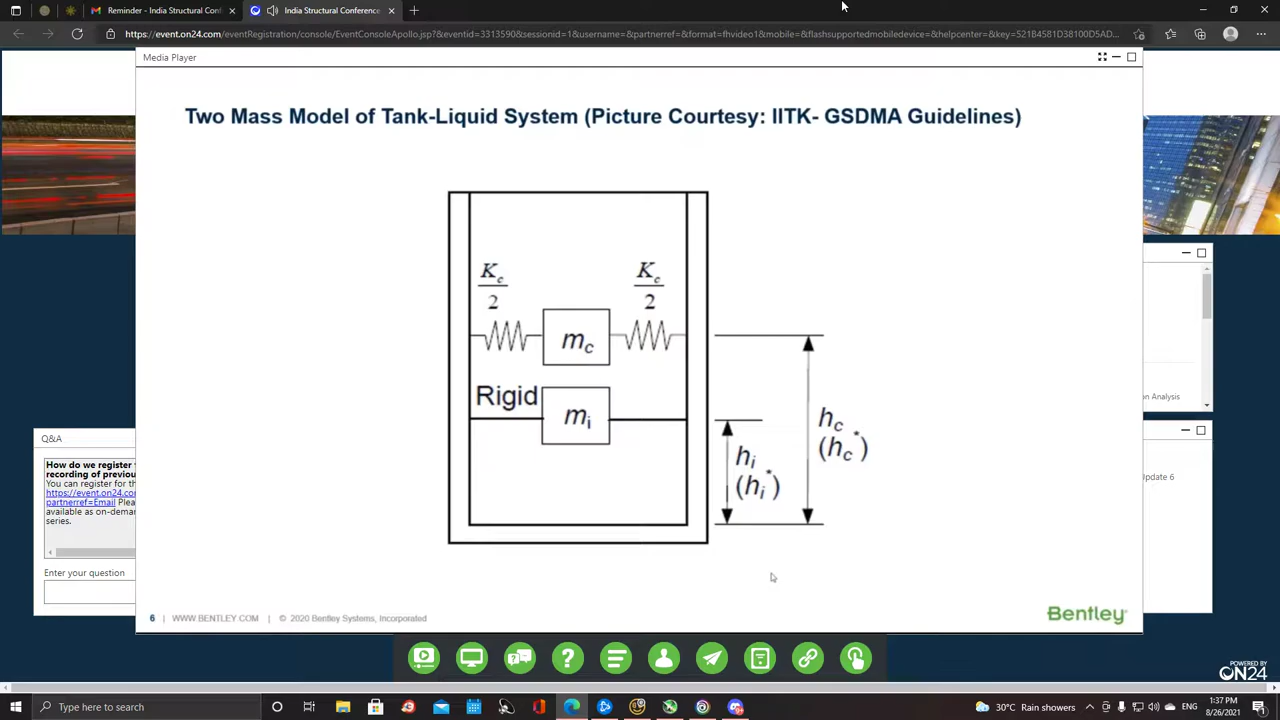 Reminder - India Structural Conf
India Structural Conference
https://event.on24.com/eventRegistration/console/EventConsoleApollo.jsp?&eventid=3313590&sessionid=1&username=&partnerref=&format=fhvideo1&mobile=&flashsupportedmobiledevice=&helpcenter=&key=521B4581D38100D5AD...
Media Player
Two Mass Model of Tank-Liquid System (Picture Courtesy: IITK- GSDMA Guidelines)
Kc/2
Kc/2
mc
Rigid
mi
hc
(hc*)
hi
(hi*)
6 | WWW.BENTLEY.COM | © 2020 Bentley Systems, Incorporated
Bentley
Q&A
How do we register
recording of previou
You can register for th
https://event.on24.co
partnerref=Email Plea
available as on-deman
series.
Enter your question
on Analysis
pdate 6
POWERED BY
ON24
Type here to search
30°C Rain showers
1:37 PM
8/26/2021